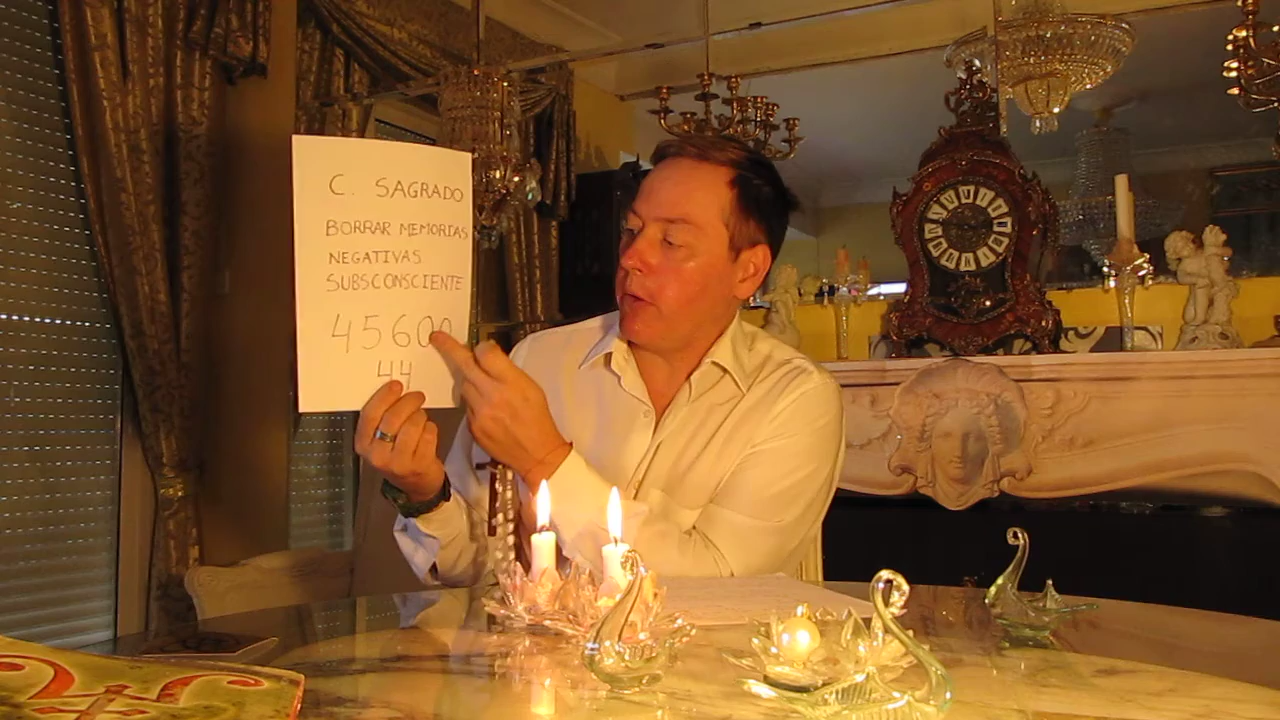 C. SAGRADO
BORRAR MEMORIAS
NEGATIVAS
SUBSCONSCIENTE
45600
44